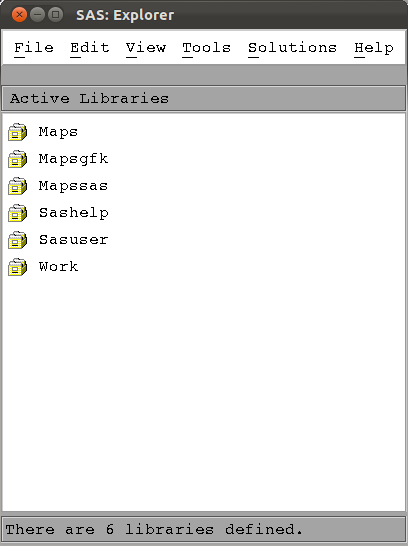 SAS: Explorer
File Edit View Tools Solutions Help
Active Libraries
Maps
Mapsgfk
Mapssas
Sashelp
Sasuser
Work
There are 6 libraries defined.